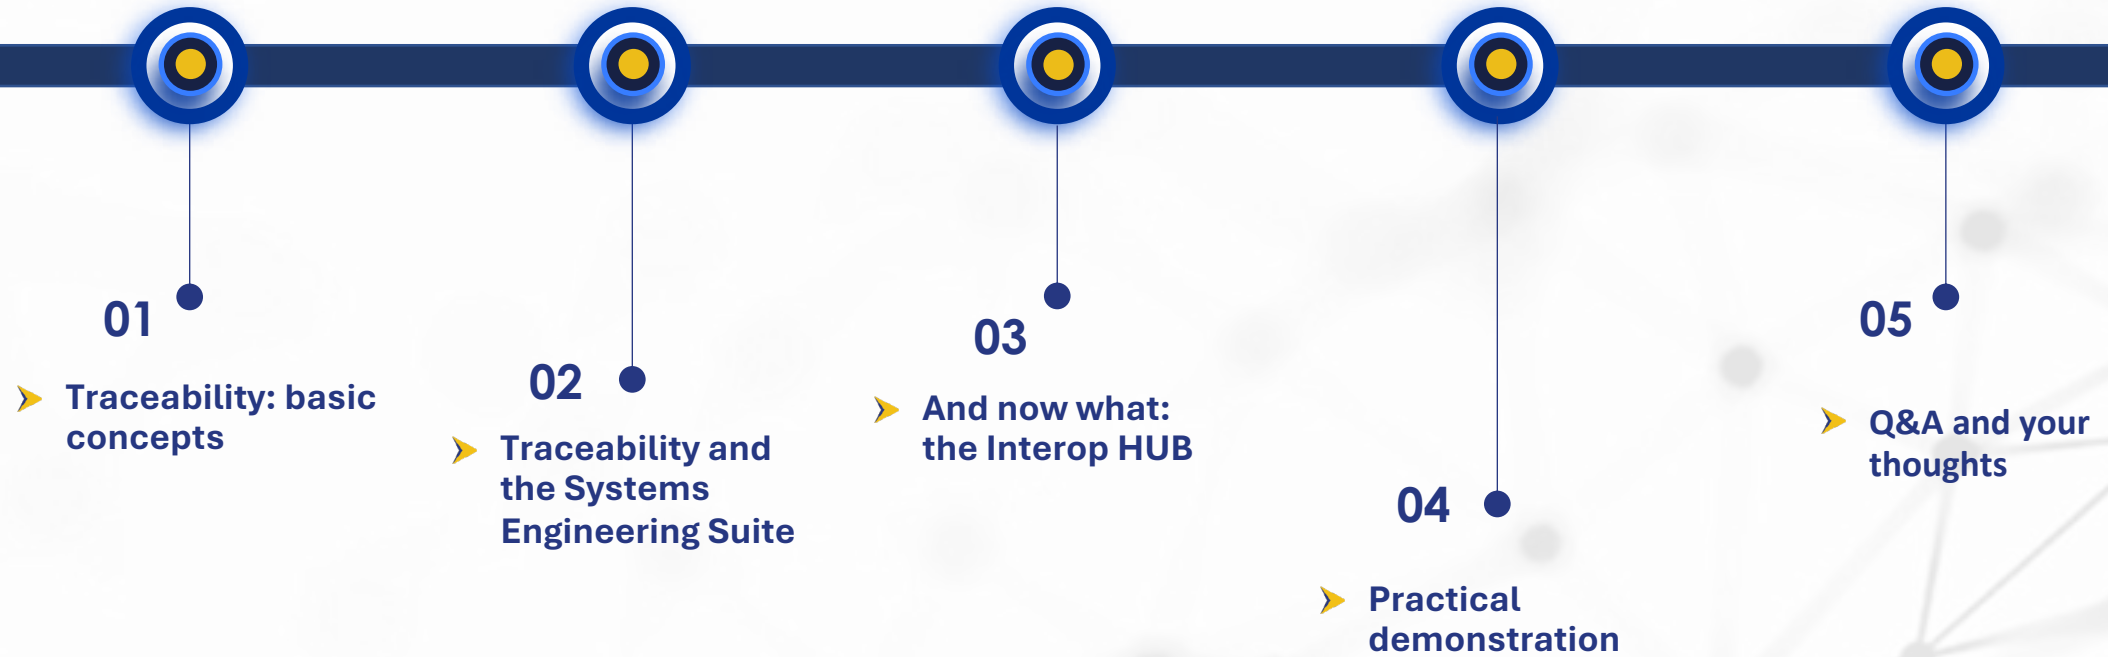 01
Traceability: basic
concepts
02
Traceability and
the Systems
Engineering Suite
03
And now what:
the Interop HUB
04
Practical
demonstration
05
Q&A and your
thoughts